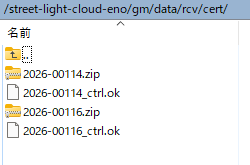 /street-light-cloud-eno/gm/data/rcv/cert/
名前
..
2026-00114.zip
2026-00114_ctrl.ok
2026-00116.zip
2026-00116_ctrl.ok